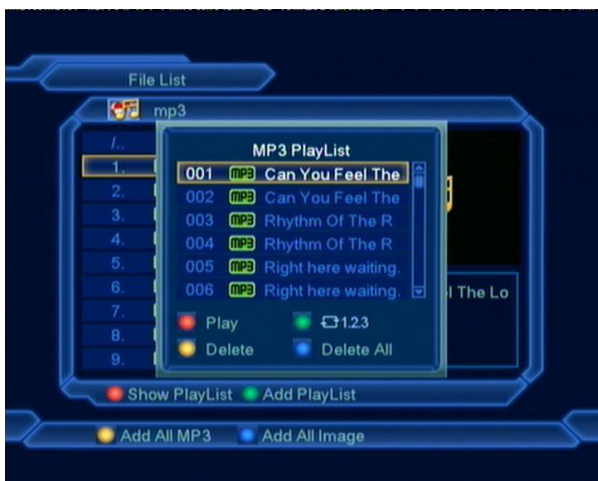 File List
mp3
/..
1.
2.
3.
4.
5.
6.
7.
8.
9.
MP3 PlayList
001 MP3 Can You Feel The
002 MP3 Can You Feel The
003 MP3 Rhythm Of The R
004 MP3 Rhythm Of The R
005 MP3 Right here waiting.
006 MP3 Right here waiting.
l The Lo
Play
1.2.3
Delete
Delete All
Show PlayList
Add PlayList
Add All MP3
Add All Image